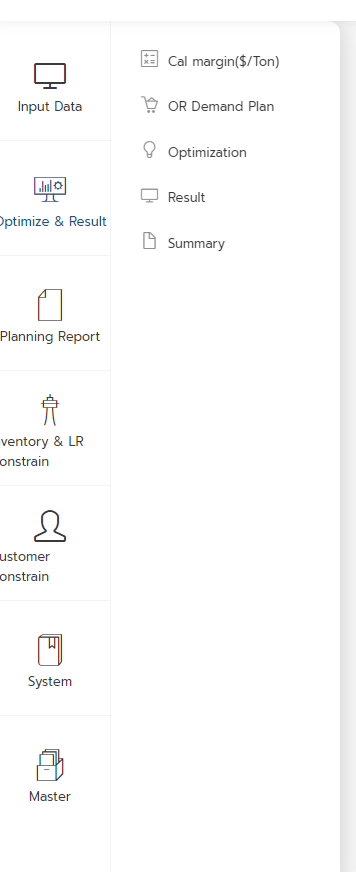 Input Data
Optimize & Result
Planning Report
nventory & LR
onstrain
ustomer
onstrain
System
Master
Cal margin($/Ton)
OR Demand Plan
Optimization
Result
Summary